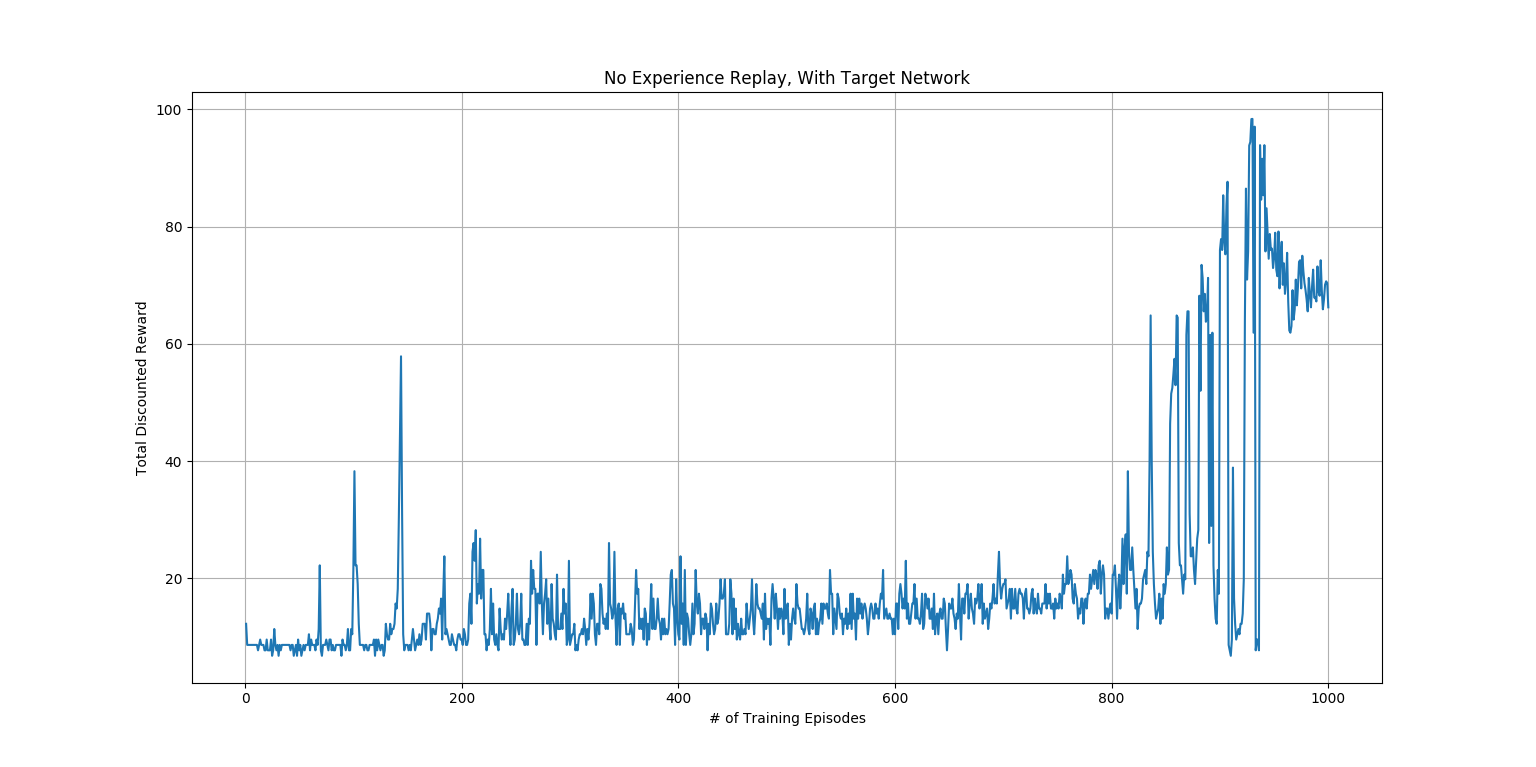 No Experience Replay, With Target Network
Total Discounted Reward
100
80
60
40
20
0 200 400 600 800 1000
# of Training Episodes